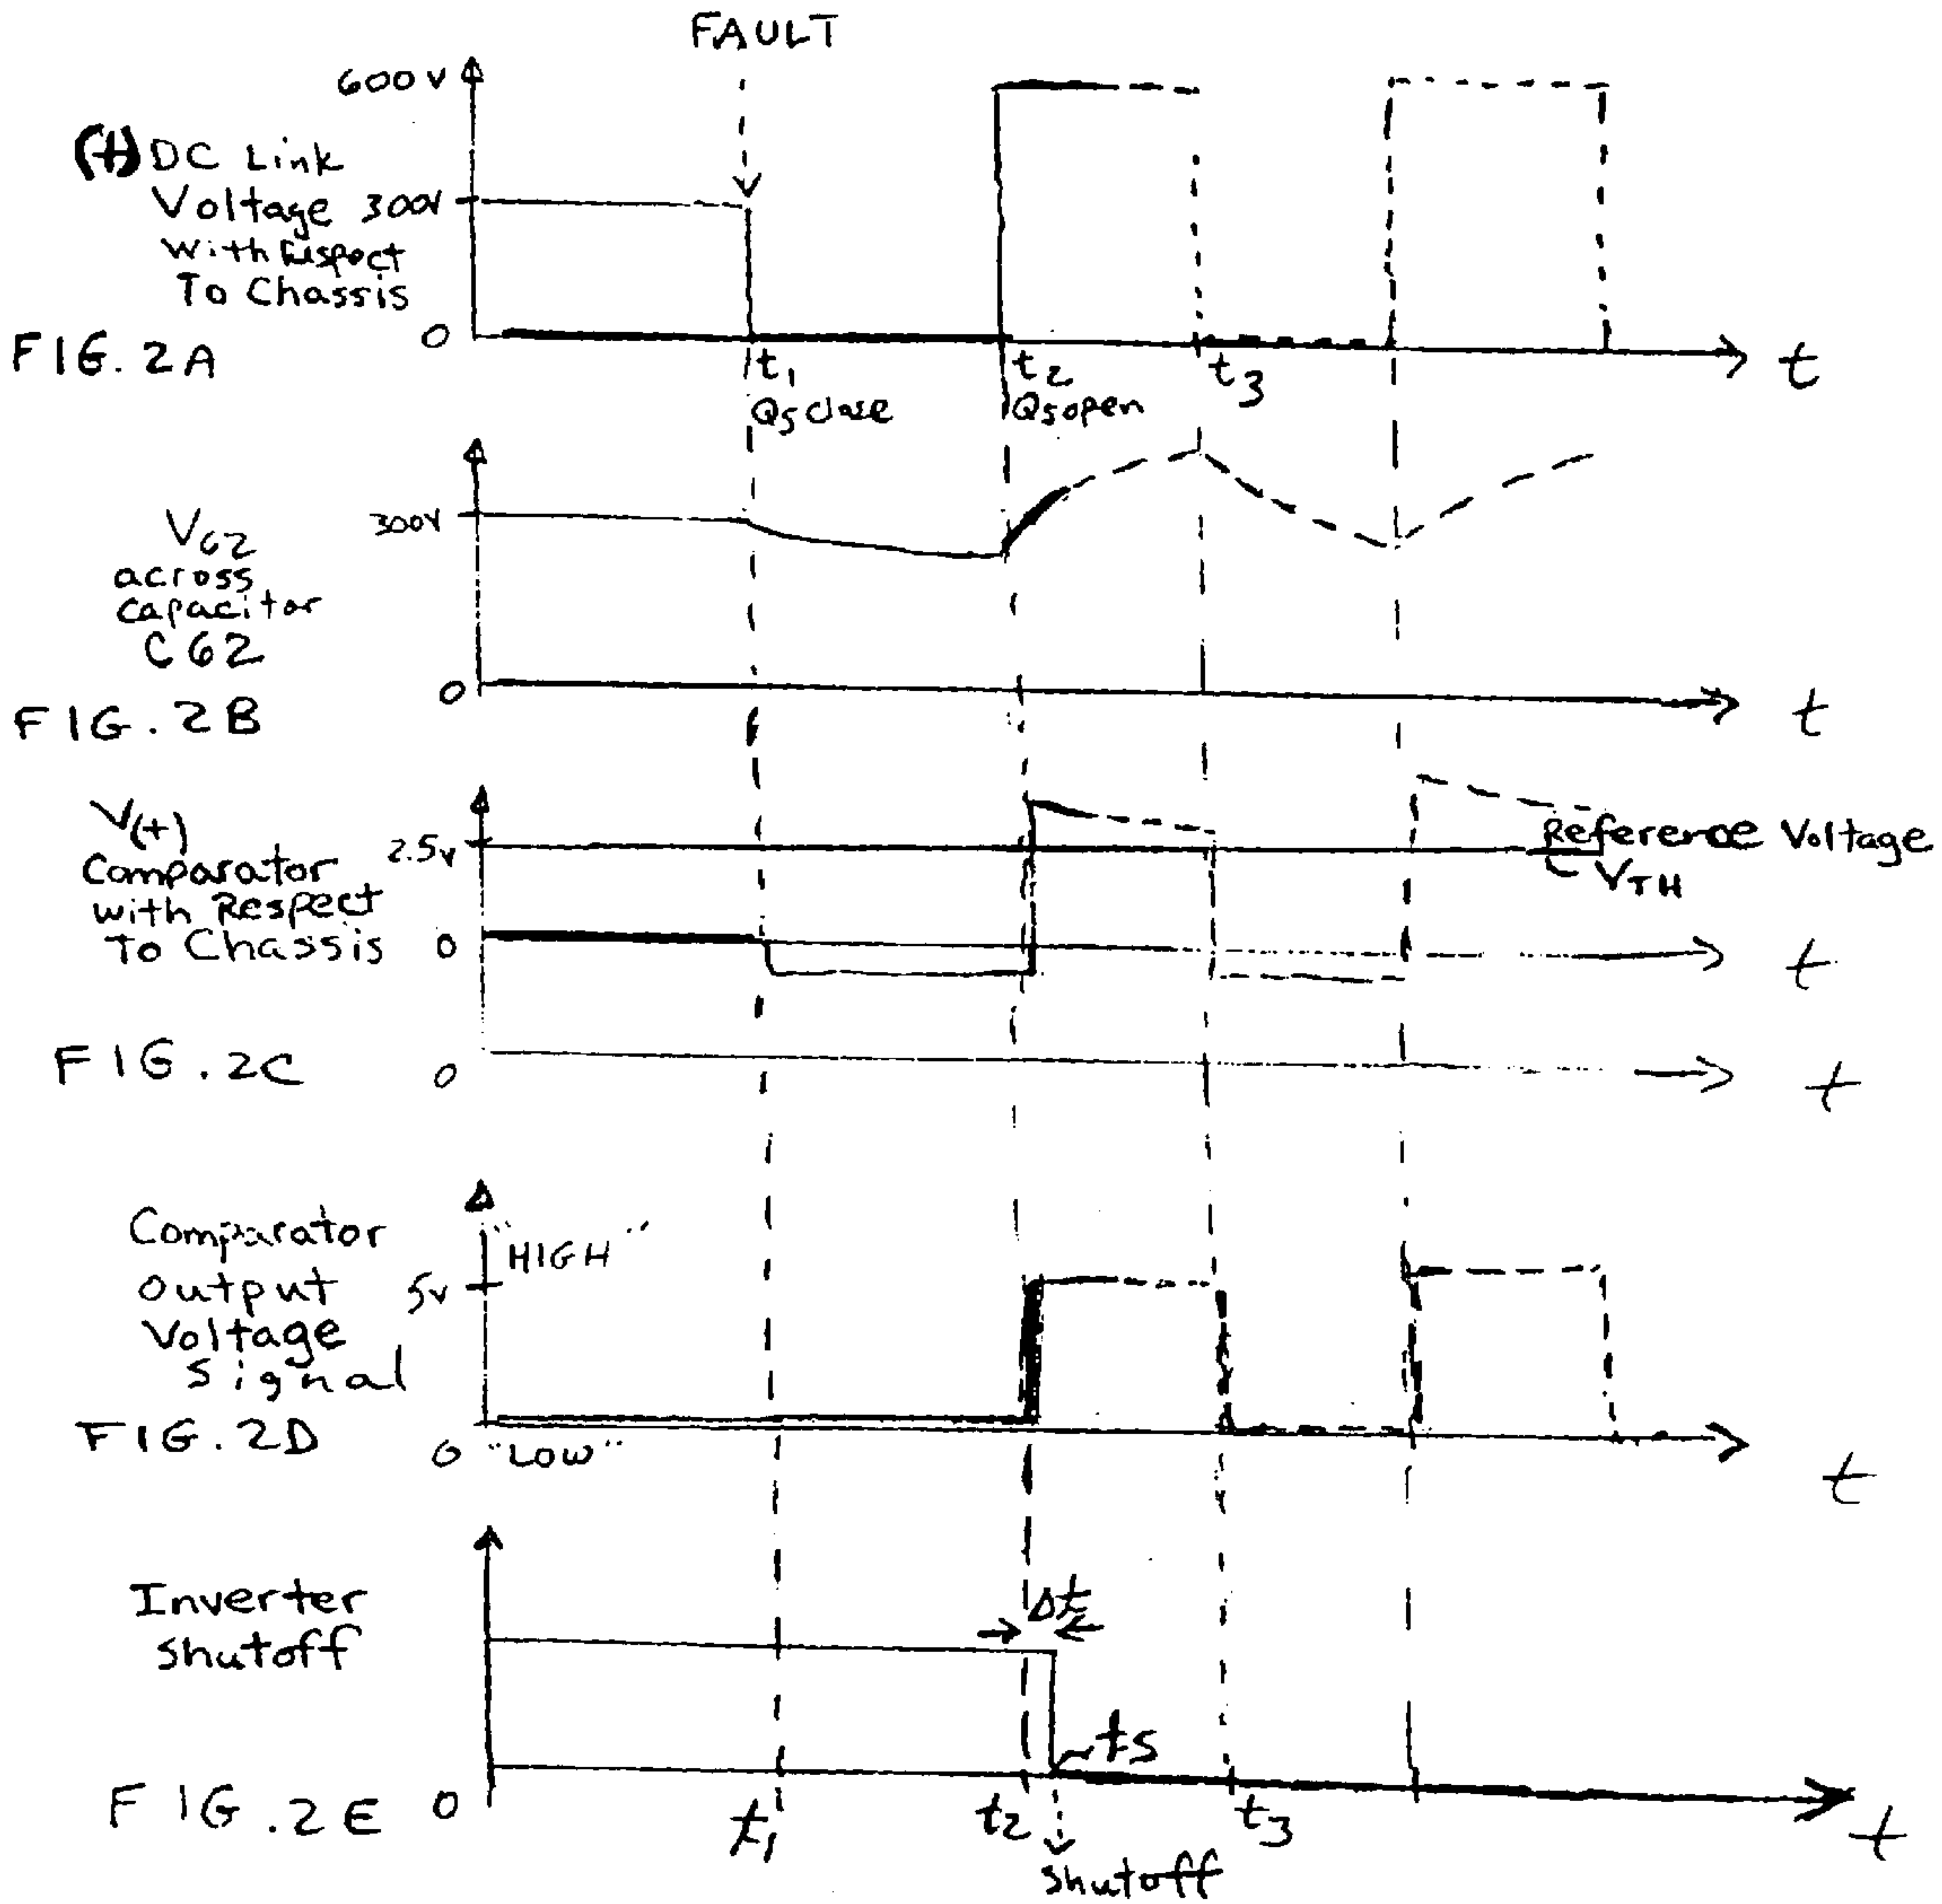 FAULT
600V
(+) DC Link
Voltage 300V
With Respect
To Chassis
0
FIG. 2A
t1
t2
t3
t
Q5 close
Q5 open
300V
V62
across
capacitor
C62
0
FIG. 2B
t
V(+)
2.5V
Comparator
with Respect
To Chassis
Reference Voltage
VTH
0
t
FIG. 2C
0
t
Comparator
Output
Voltage
Signal
"HIGH"
5V
FIG. 2D
0 "LOW"
t
Inverter
Shutoff
Δt
ts
FIG. 2E
0
t1
t2
t3
t
Shutoff